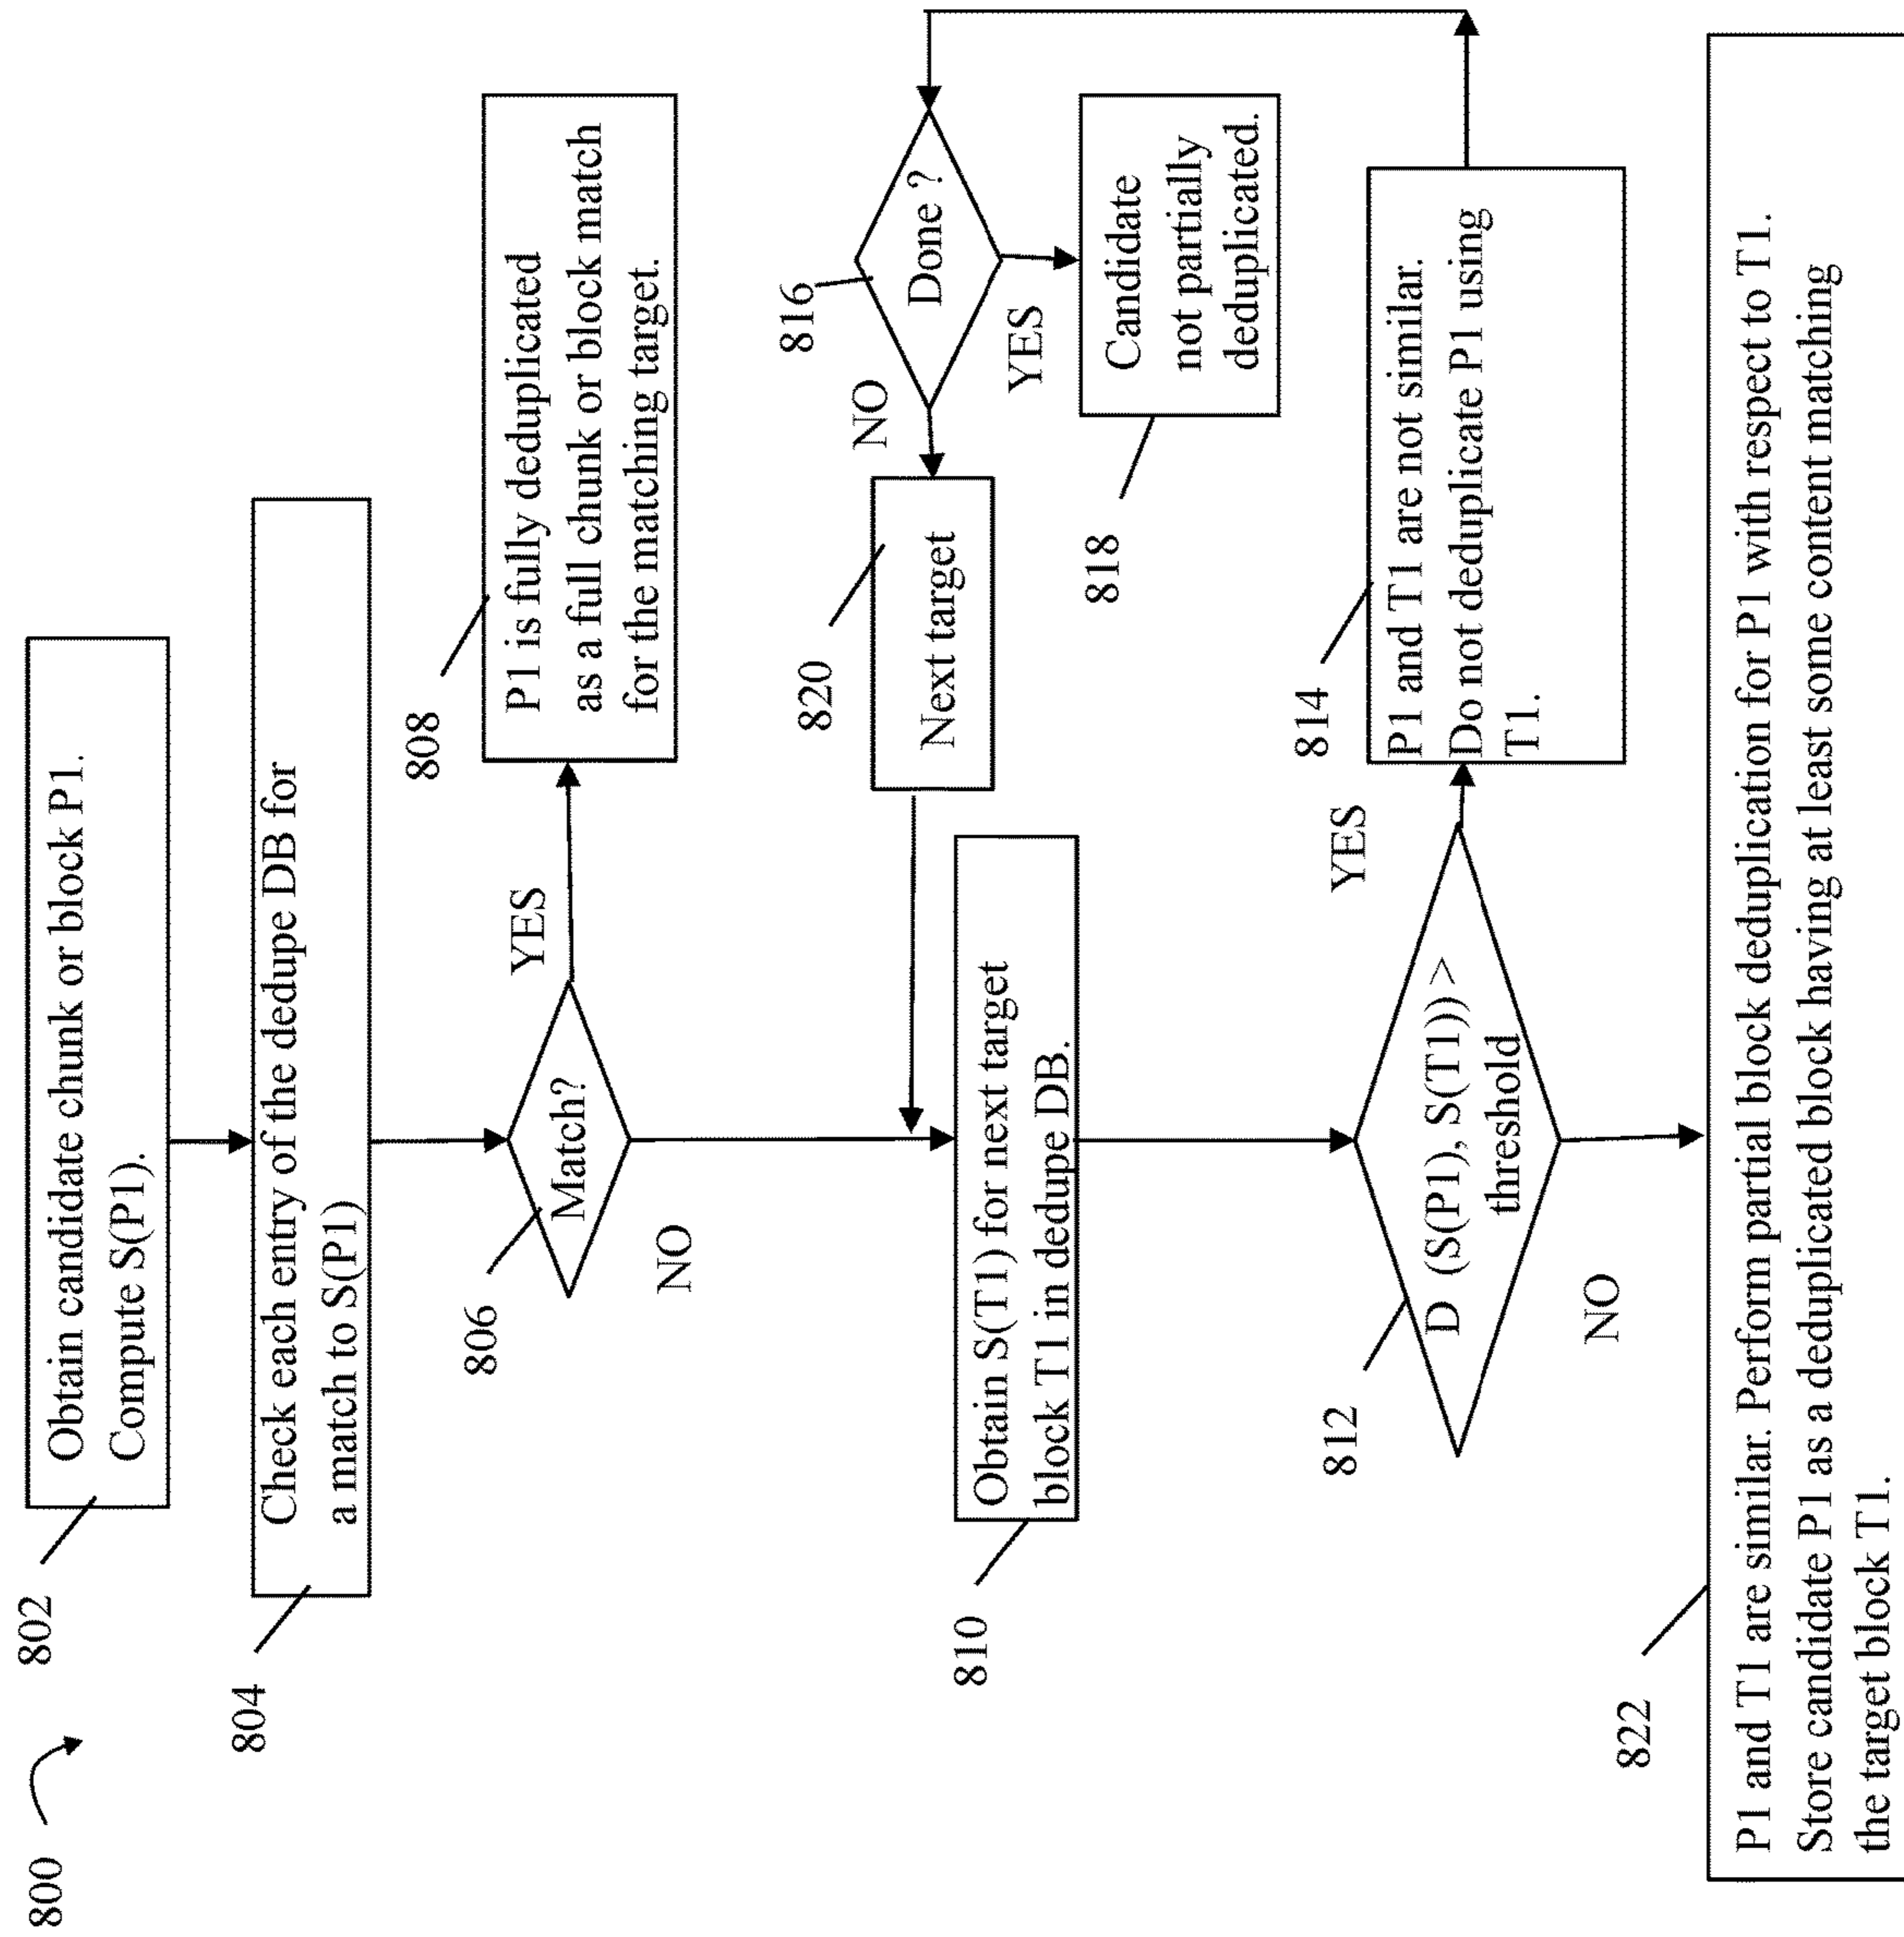 800
802
Obtain candidate chunk or block P1.
Compute S(P1).
804
Check each entry of the dedupe DB for
a match to S(P1)
806
Match?
YES
808
P1 is fully deduplicated
as a full chunk or block match
for the matching target.
NO
820
Next target
NO
816
Done ?
YES
818
Candidate
not partially
deduplicated.
810
Obtain S(T1) for next target
block T1 in dedupe DB.
812
D (S(P1), S(T1)) >
threshold
YES
814
P1 and T1 are not similar.
Do not deduplicate P1 using
T1.
NO
822
P1 and T1 are similar. Perform partial block deduplication for P1 with respect to T1.
Store candidate P1 as a deduplicated block having at least some content matching
the target block T1.